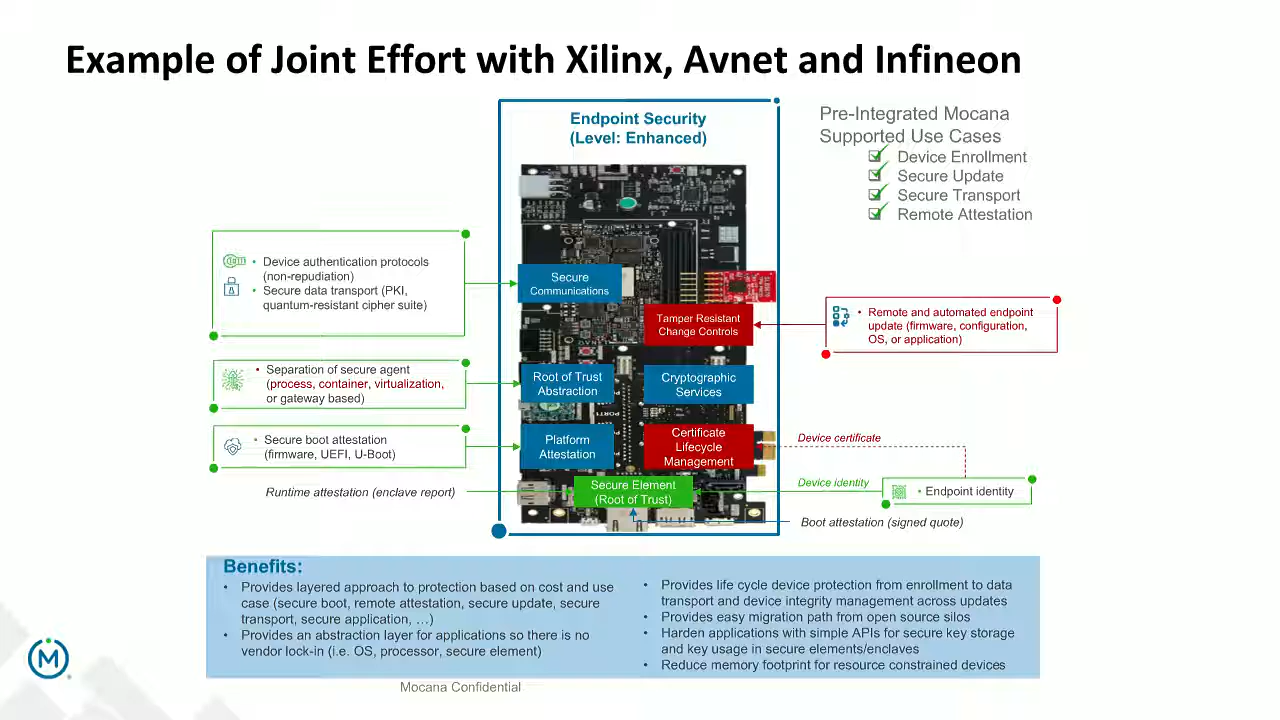 Example of Joint Effort with Xilinx, Avnet and Infineon
Endpoint Security
(Level: Enhanced)
Pre-Integrated Mocana
Supported Use Cases
Device Enrollment
Secure Update
Secure Transport
Remote Attestation
• Device authentication protocols
(non-repudiation)
• Secure data transport (PKI,
quantum-resistant cipher suite)
Secure
Communications
Tamper Resistant
Change Controls
• Remote and automated endpoint
update (firmware, configuration,
OS, or application)
• Separation of secure agent
(process, container, virtualization,
or gateway based)
Root of Trust
Abstraction
Cryptographic
Services
PORT1
• Secure boot attestation
(firmware, UEFI, U-Boot)
Platform
Attestation
Certificate
Lifecycle
Management
Device certificate
Runtime attestation (enclave report)
Secure Element
(Root of Trust)
Device identity
• Endpoint identity
Boot attestation (signed quote)
Benefits:
• Provides layered approach to protection based on cost and use
case (secure boot, remote attestation, secure update, secure
transport, secure application, …)
• Provides an abstraction layer for applications so there is no
vendor lock-in (i.e. OS, processor, secure element)
• Provides life cycle device protection from enrollment to data
transport and device integrity management across updates
• Provides easy migration path from open source silos
• Harden applications with simple APIs for secure key storage
and key usage in secure elements/enclaves
• Reduce memory footprint for resource constrained devices
M
Mocana Confidential